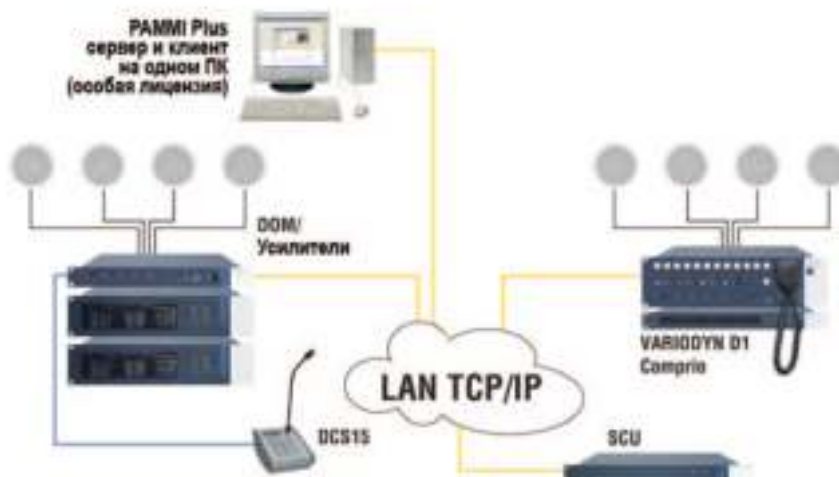 PAMMI Plus
сервер и клиент
на одном ПК
(особая лицензия)
DOM/
Усилители
VARIODYN D1
Comprio
LAN TCP/IP
DCS15
SCU